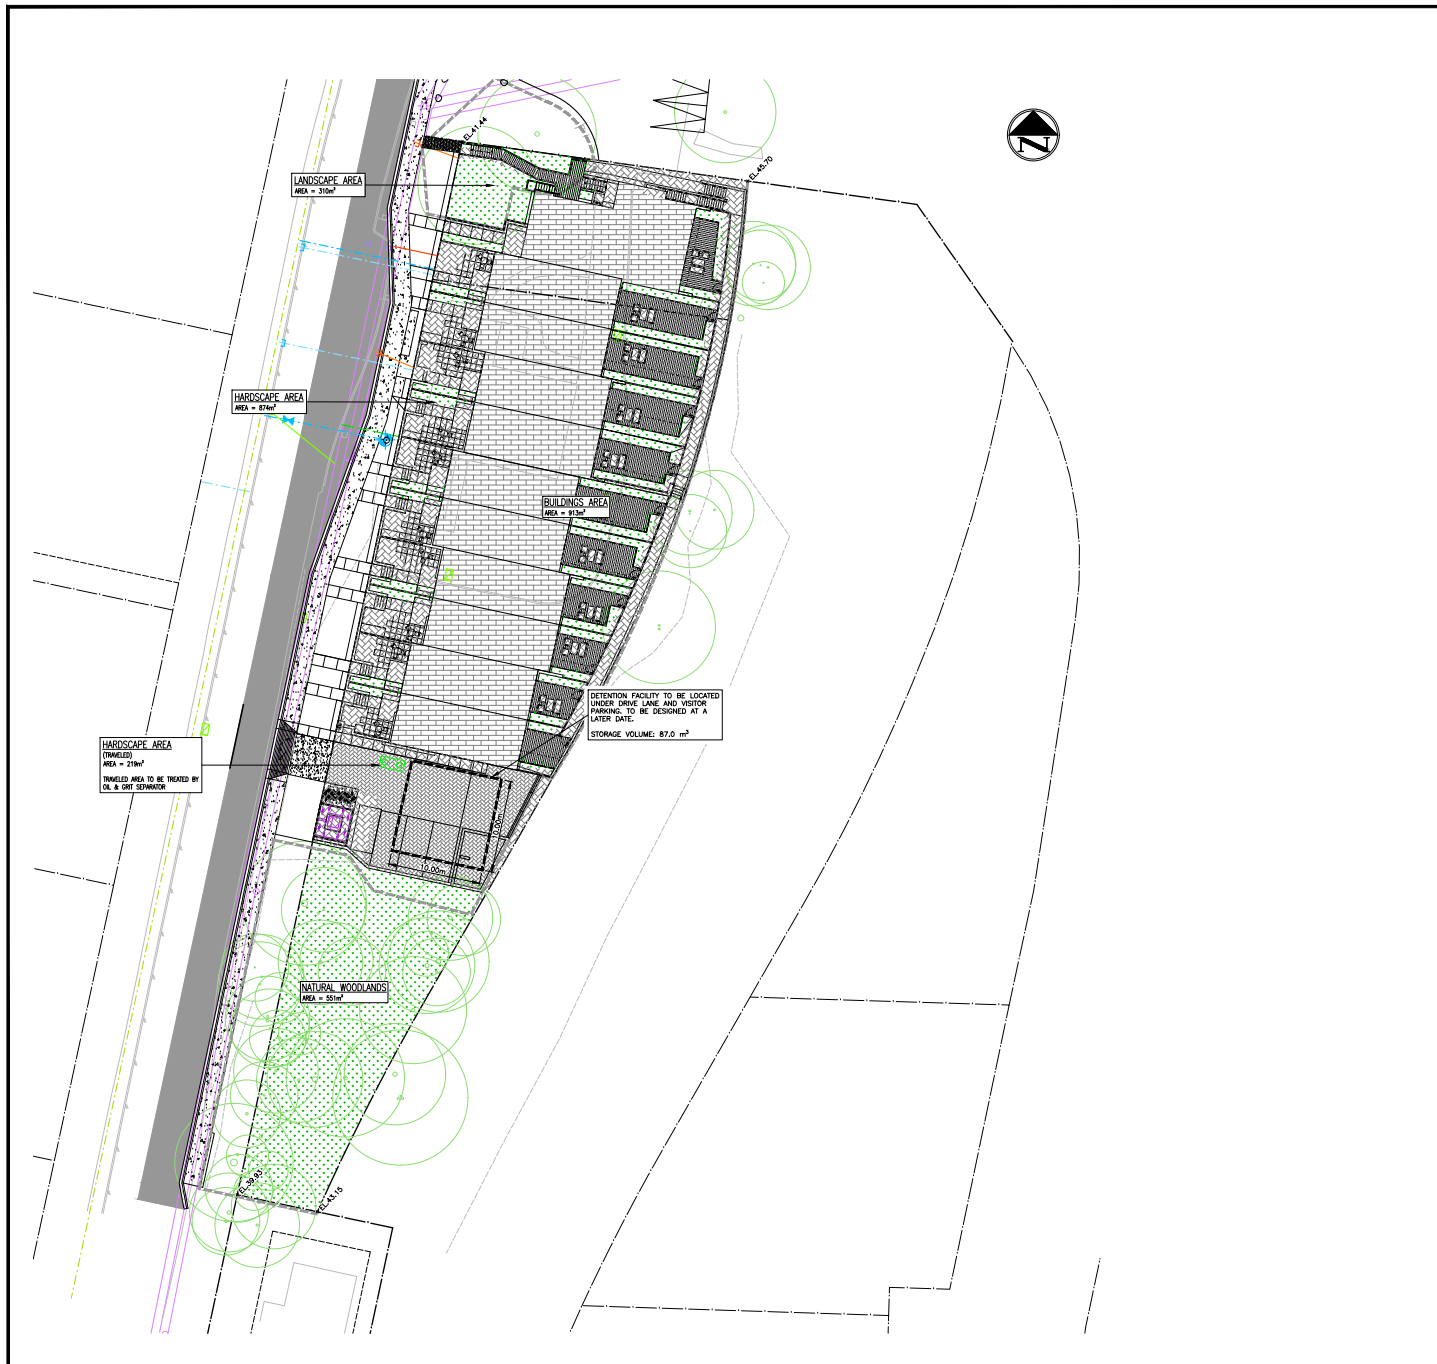 EL.41.44
EL.45.70
N
LANDSCAPE AREA
AREA = 310m²
HARDSCAPE AREA
AREA = 874m²
BUILDINGS AREA
AREA = 913m²
DETENTION FACILITY TO BE LOCATED
UNDER DRIVE LANE AND VISITOR
PARKING. TO BE DESIGNED AT A
LATER DATE.
STORAGE VOLUME: 87.0 m³
HARDSCAPE AREA
(TRAVELED)
AREA = 219m²
TRAVELED AREA TO BE TREATED BY
OIL & GRIT SEPARATOR
10.00m
10.00m
NATURAL WOODLANDS
AREA = 551m²
EL.39.93
EL.43.15